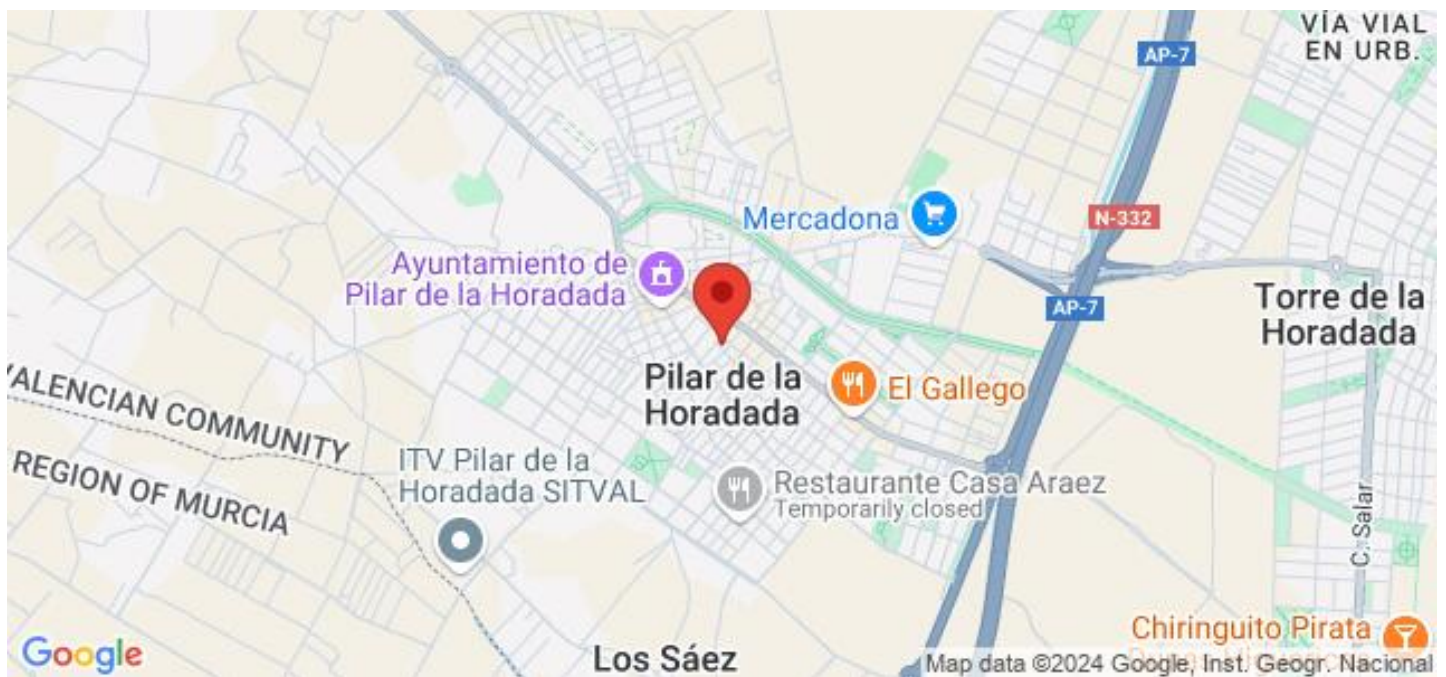 VÍA VIAL
EN URB.
AP-7
Mercadona
N-332
Ayuntamiento de
Pilar de la Horadada
AP-7
Torre de la
Horadada
Pilar de la
Horadada
El Gallego
VALENCIAN COMMUNITY
REGION OF MURCIA
ITV Pilar de la
Horadada SITVAL
Restaurante Casa Araez
Temporarily closed
C. Salar
Chiringuito Pirata
Google
Los Sáez
Map data ©2024 Google, Inst. Geogr. Nacional